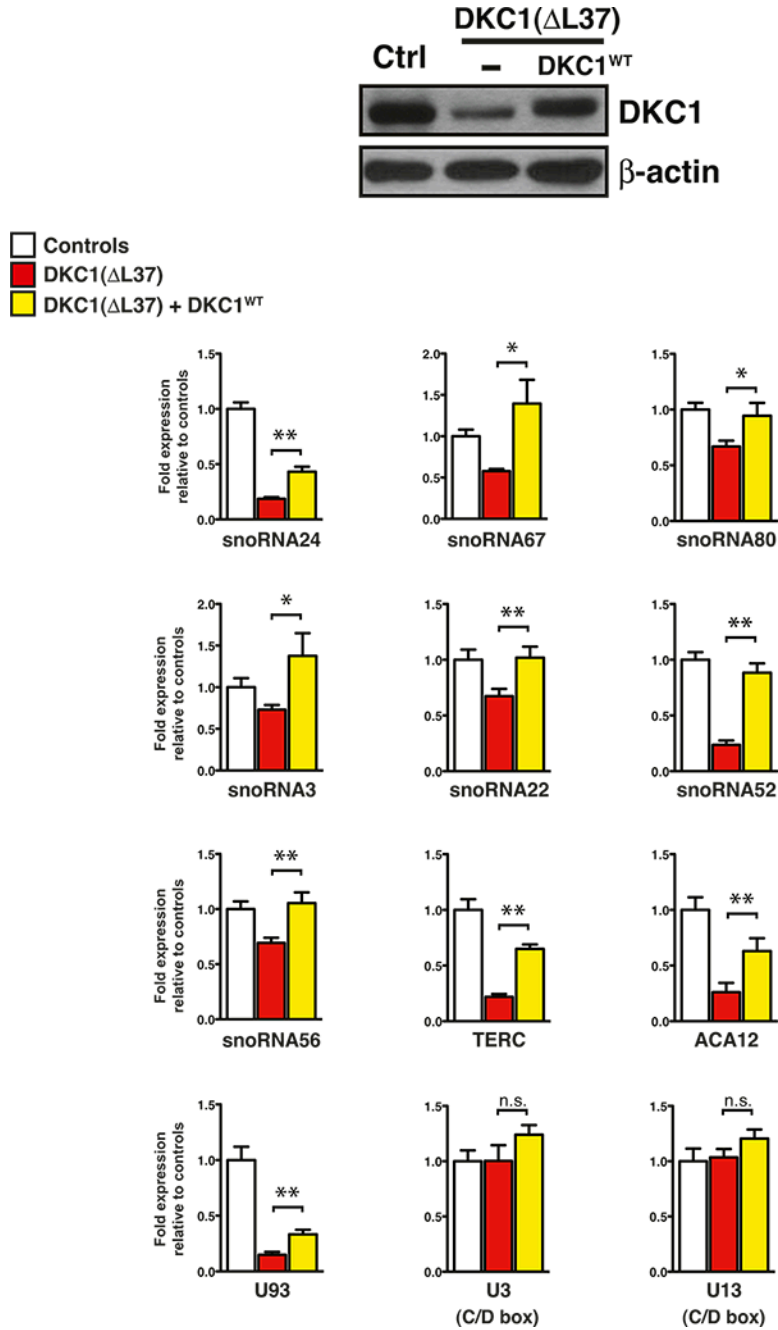 DKC1(ΔL37)
Ctrl
– DKC1WT
DKC1
β-actin
Controls
DKC1(ΔL37)
DKC1(ΔL37) + DKC1WT
Fold expression
relative to controls
1.5
1.0
0.5
0.0
**
snoRNA24
2.0
1.5
1.0
0.5
0.0
*
snoRNA67
1.5
1.0
0.5
0.0
*
snoRNA80
Fold expression
relative to controls
2.0
1.5
1.0
0.5
0.0
*
snoRNA3
1.5
1.0
0.5
0.0
**
snoRNA22
1.5
1.0
0.5
0.0
**
snoRNA52
Fold expression
relative to controls
1.5
1.0
0.5
0.0
**
snoRNA56
1.5
1.0
0.5
0.0
**
TERC
1.5
1.0
0.5
0.0
**
ACA12
Fold expression
relative to controls
1.5
1.0
0.5
0.0
**
U93
1.5
1.0
0.5
0.0
n.s.
U3
(C/D box)
1.5
1.0
0.5
0.0
n.s.
U13
(C/D box)